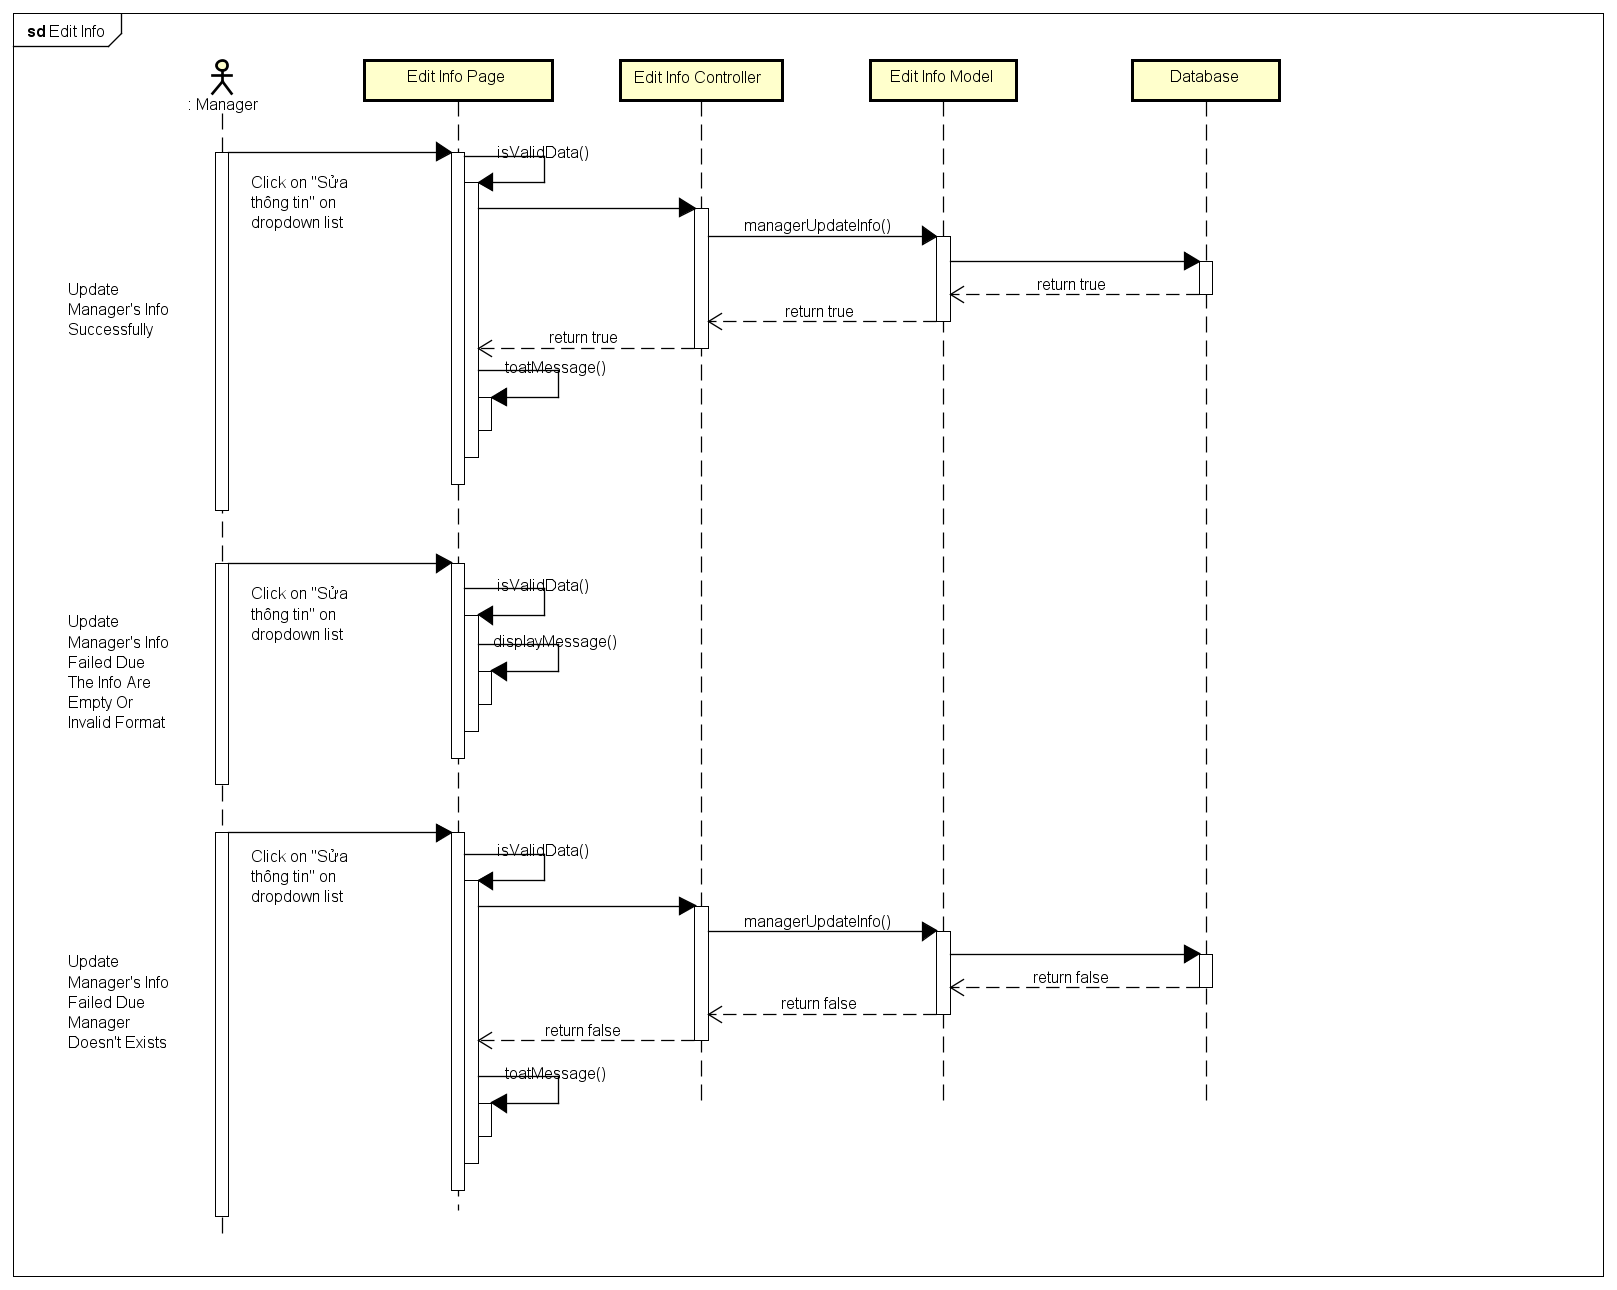 sd Edit Info
: Manager
Edit Info Page
Edit Info Controller
Edit Info Model
Database
isValidData()
Click on "Sửa
thông tin" on
dropdown list
managerUpdateInfo()
return true
return true
return true
Update
Manager's Info
Successfully
toatMessage()
isValidData()
Click on "Sửa
thông tin" on
dropdown list
displayMessage()
Update
Manager's Info
Failed Due
The Info Are
Empty Or
Invalid Format
isValidData()
Click on "Sửa
thông tin" on
dropdown list
managerUpdateInfo()
return false
return false
return false
Update
Manager's Info
Failed Due
Manager
Doesn't Exists
toatMessage()